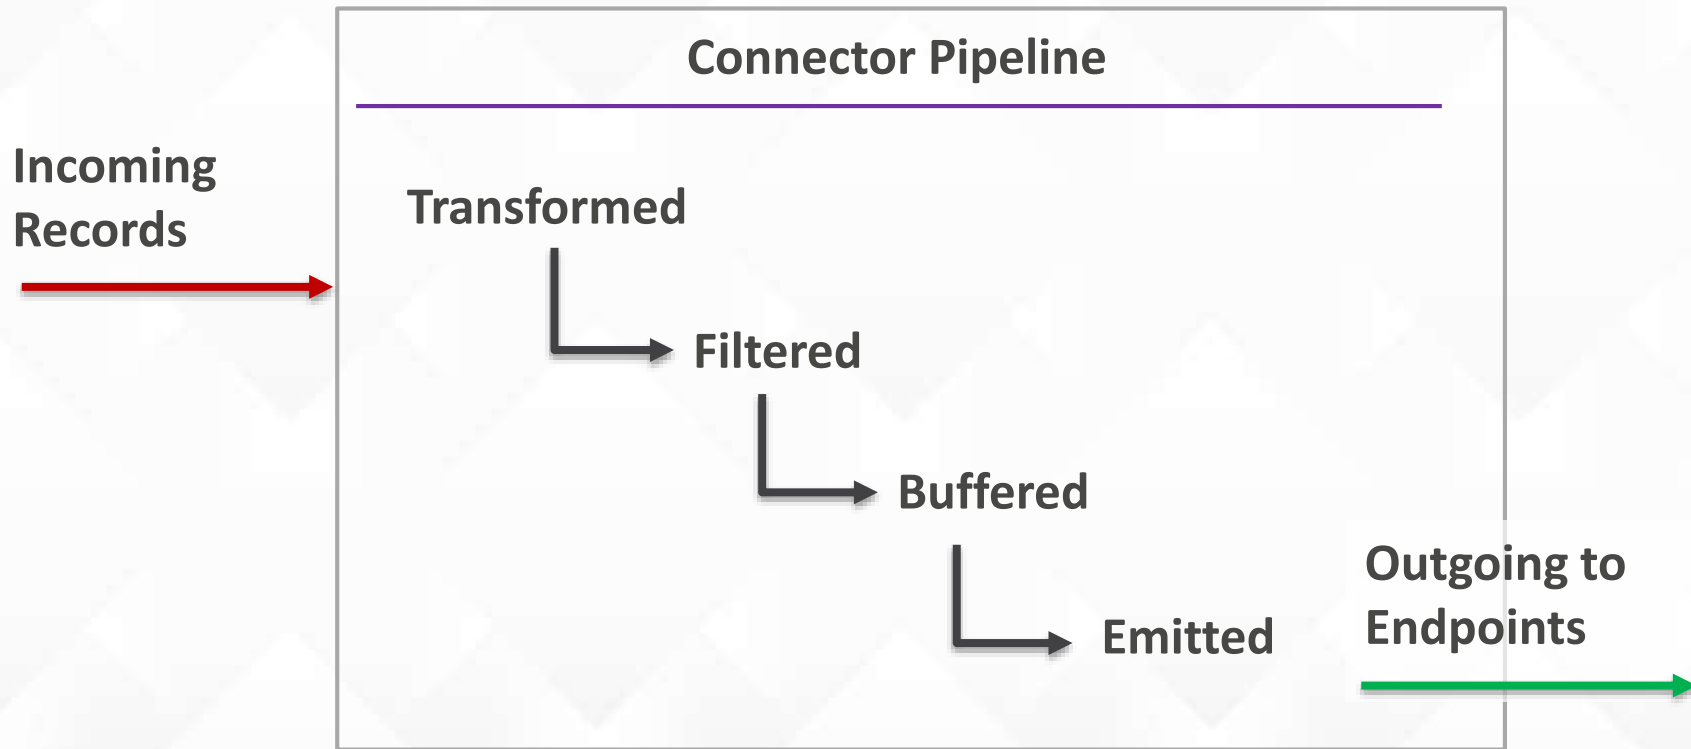 Connector Pipeline
Incoming
Records
Transformed
Filtered
Buffered
Emitted
Outgoing to
Endpoints